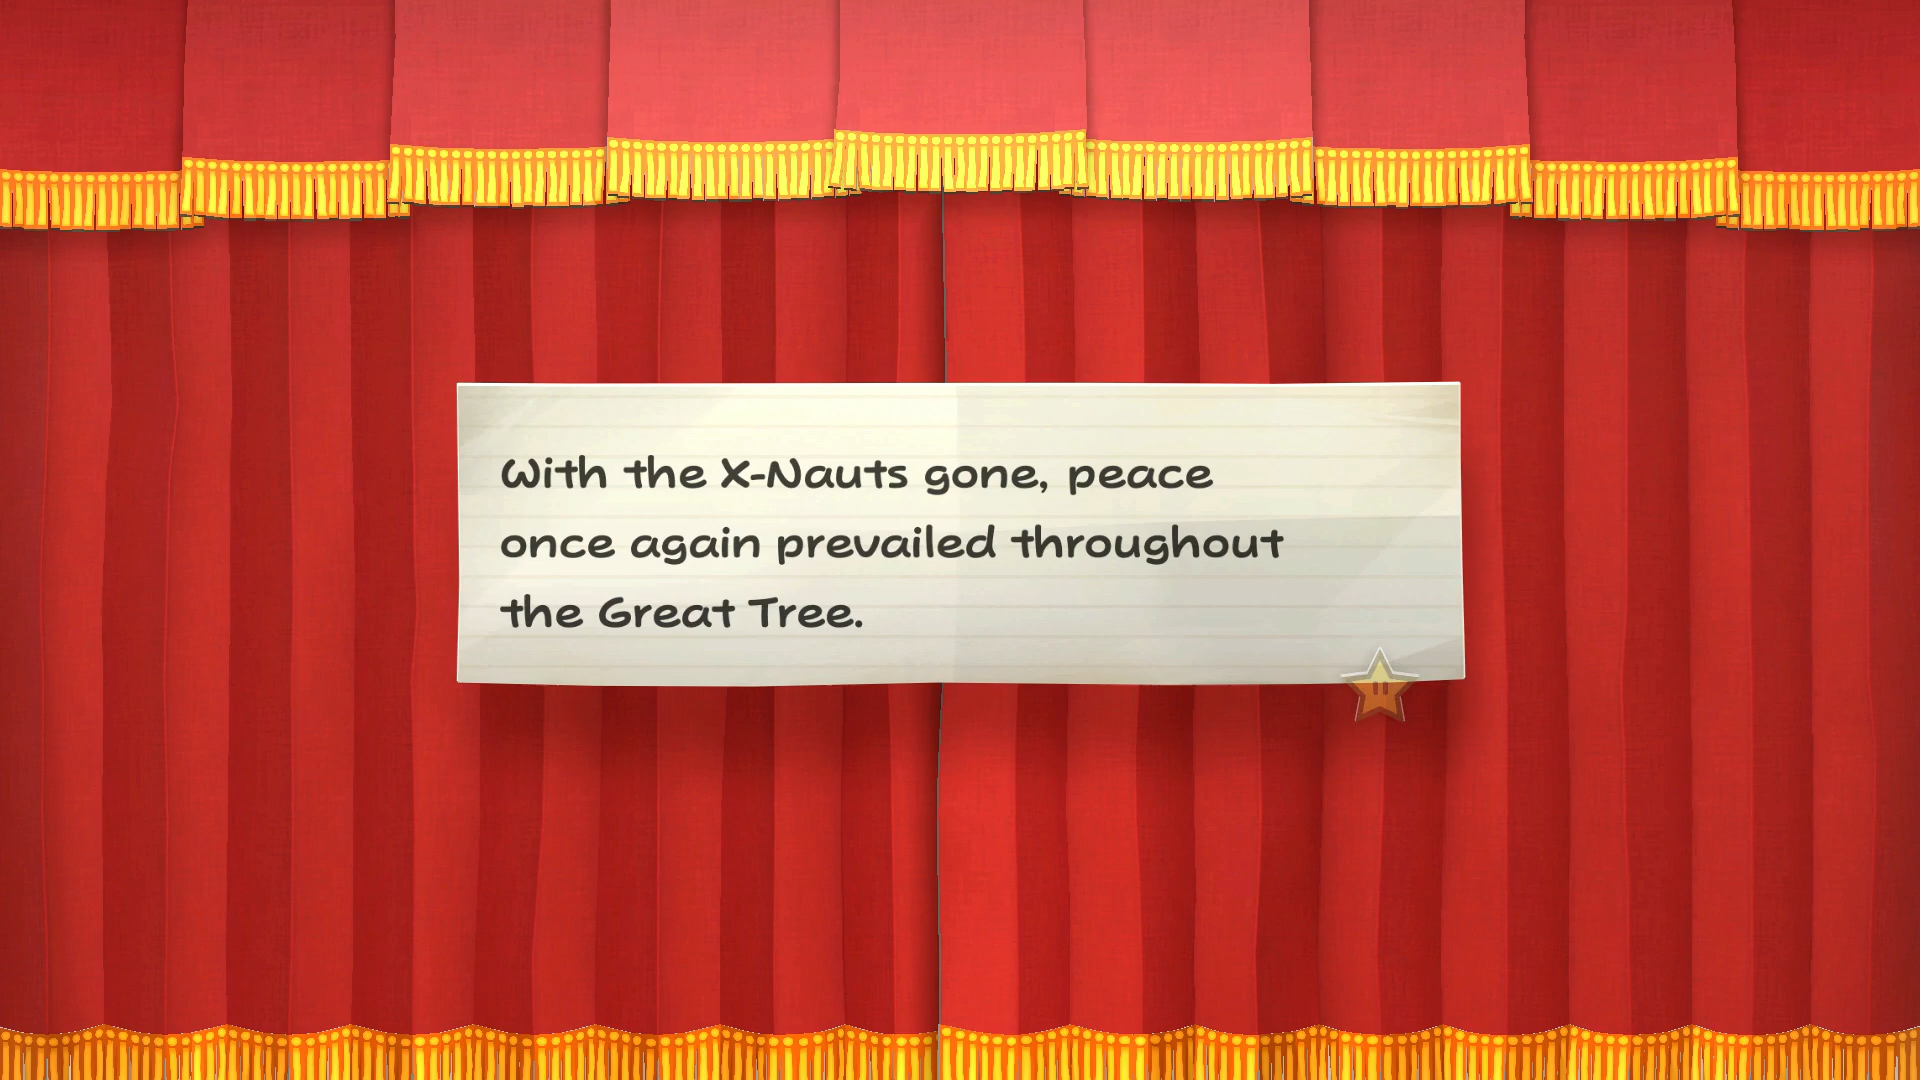 With the X-Nauts gone, peace
once again prevailed throughout
the Great Tree.